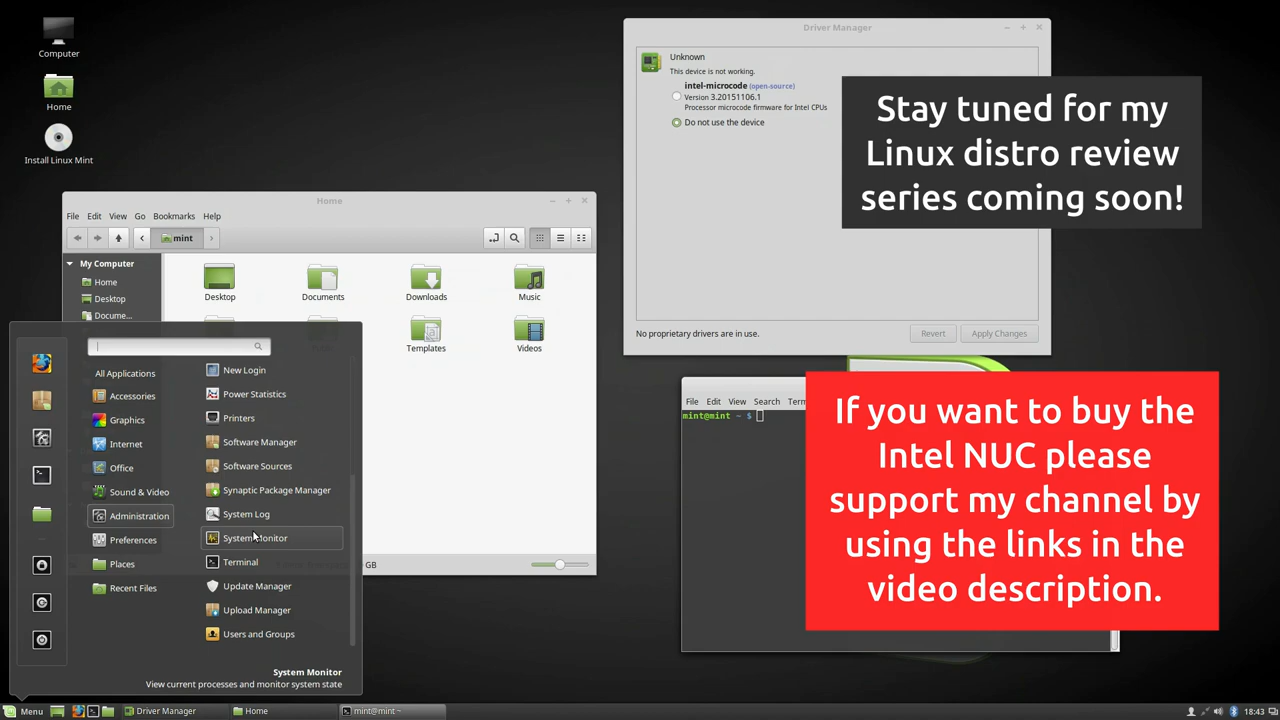 Computer
Home
Install Linux Mint
Driver Manager
Unknown
This device is not working.
intel-microcode (open-source)
Version 3.20151106.1
Processor microcode firmware for Intel CPUs
Do not use the device
No proprietary drivers are in use.
Revert
Apply Changes
Stay tuned for my
Linux distro review
series coming soon!
Home
File Edit View Go Bookmarks Help
mint
My Computer
Home
Desktop
Docume...
Desktop
Documents
Downloads
Music
Templates
Videos
GB
All Applications
Accessories
Graphics
Internet
Office
Sound & Video
Administration
Preferences
Places
Recent Files
New Login
Power Statistics
Printers
Software Manager
Software Sources
Synaptic Package Manager
System Log
System Monitor
Terminal
Update Manager
Upload Manager
Users and Groups
System Monitor
View current processes and monitor system state
File Edit View Search Term
mint@mint ~ $
If you want to buy the
Intel NUC please
support my channel by
using the links in the
video description.
Menu
Driver Manager
Home
mint@mint ~
18:43